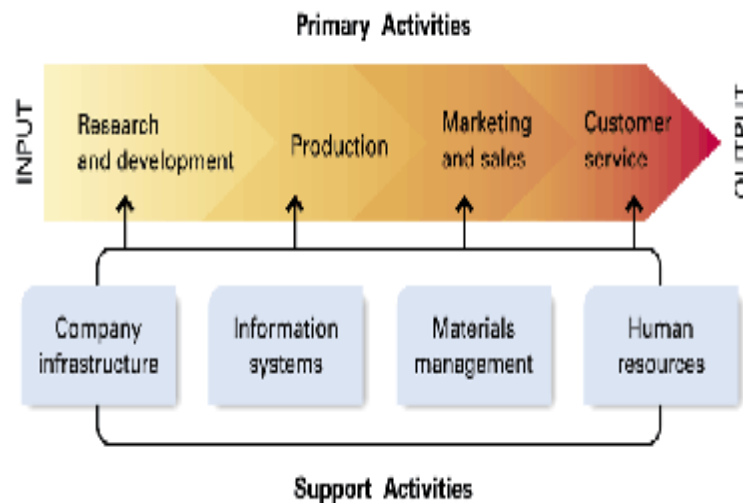 Primary Activities
INPUT
Research
and development
Production
Marketing
and sales
Customer
service
OUTPUT
Company
infrastructure
Information
systems
Materials
management
Human
resources
Support Activities